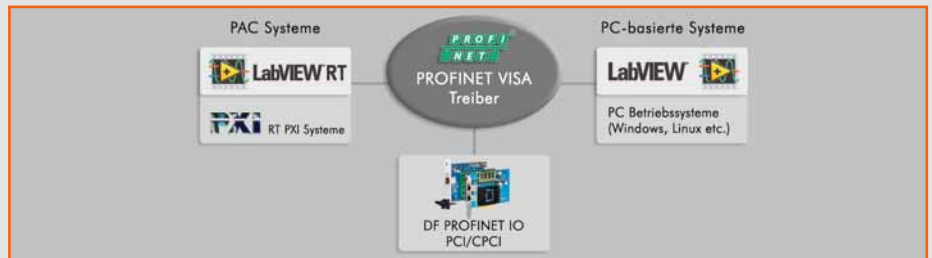 PAC Systeme
LabVIEW RT
PXI RT PXI Systeme
PROFI
NET
PROFINET VISA
Treiber
PC-basierte Systeme
LabVIEW
PC Betriebssysteme
(Windows, Linux etc.)
DF PROFINET IO
PCI/CPCI